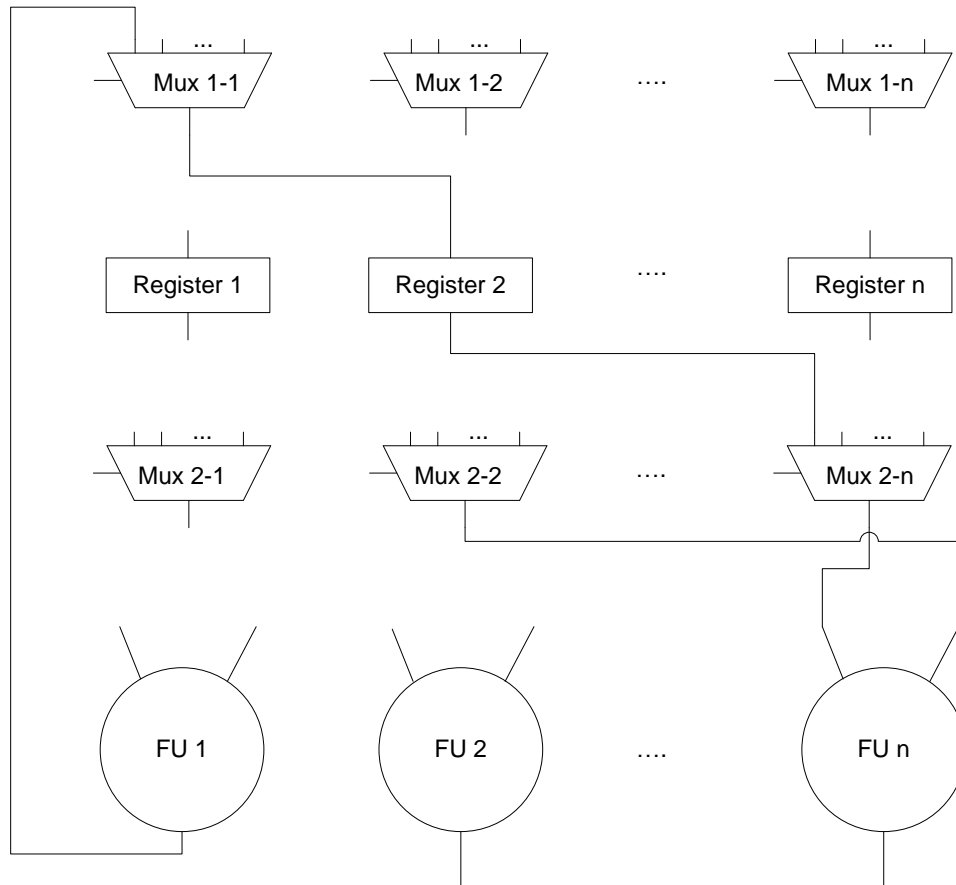 ... ... ...
Mux 1-1 Mux 1-2 .... Mux 1-n
Register 1 Register 2 .... Register n
... ... ...
Mux 2-1 Mux 2-2 .... Mux 2-n
FU 1 FU 2 .... FU n